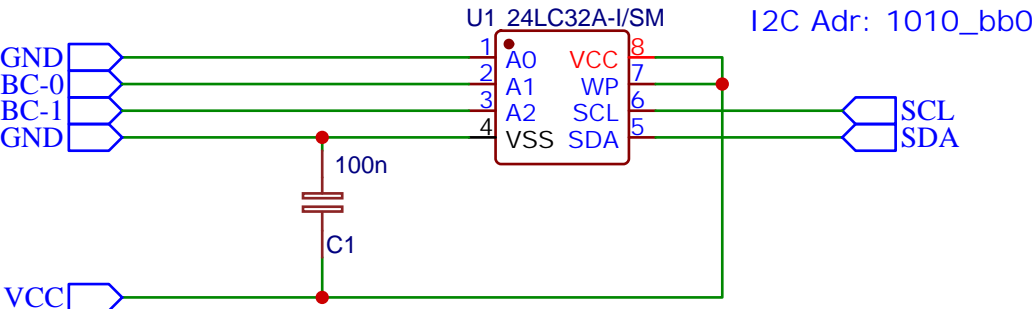 U1 24LC32A-I/SM
I2C Adr: 1010_bb0
GND
1
A0
VCC
8
BC-0
2
A1
WP
7
BC-1
3
A2
SCL
6
SCL
GND
4
VSS
SDA
5
SDA
100n
C1
VCC